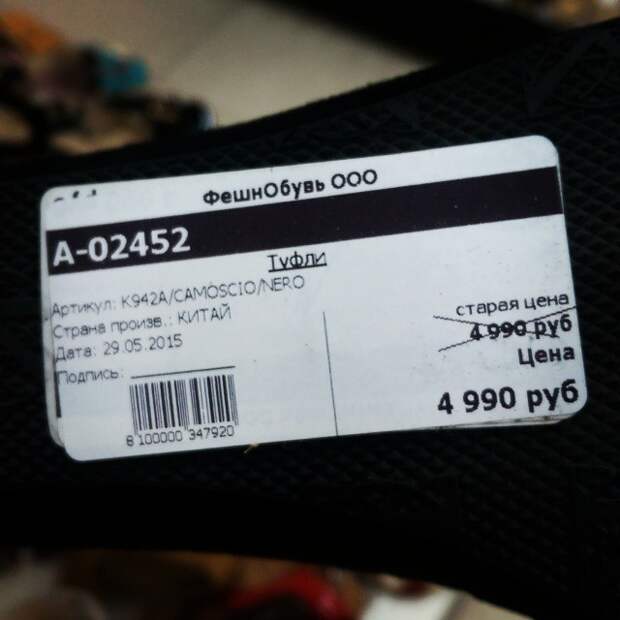 ФешнОбувь ООО
А-02452
Туфли
Артикул: K942A/CAMOSCIO/NERO
Страна произв.: КИТАЙ
Дата: 29.05.2015
Подпись:
8 100000 347920
старая цена
4 990 руб
Цена
4 990 руб